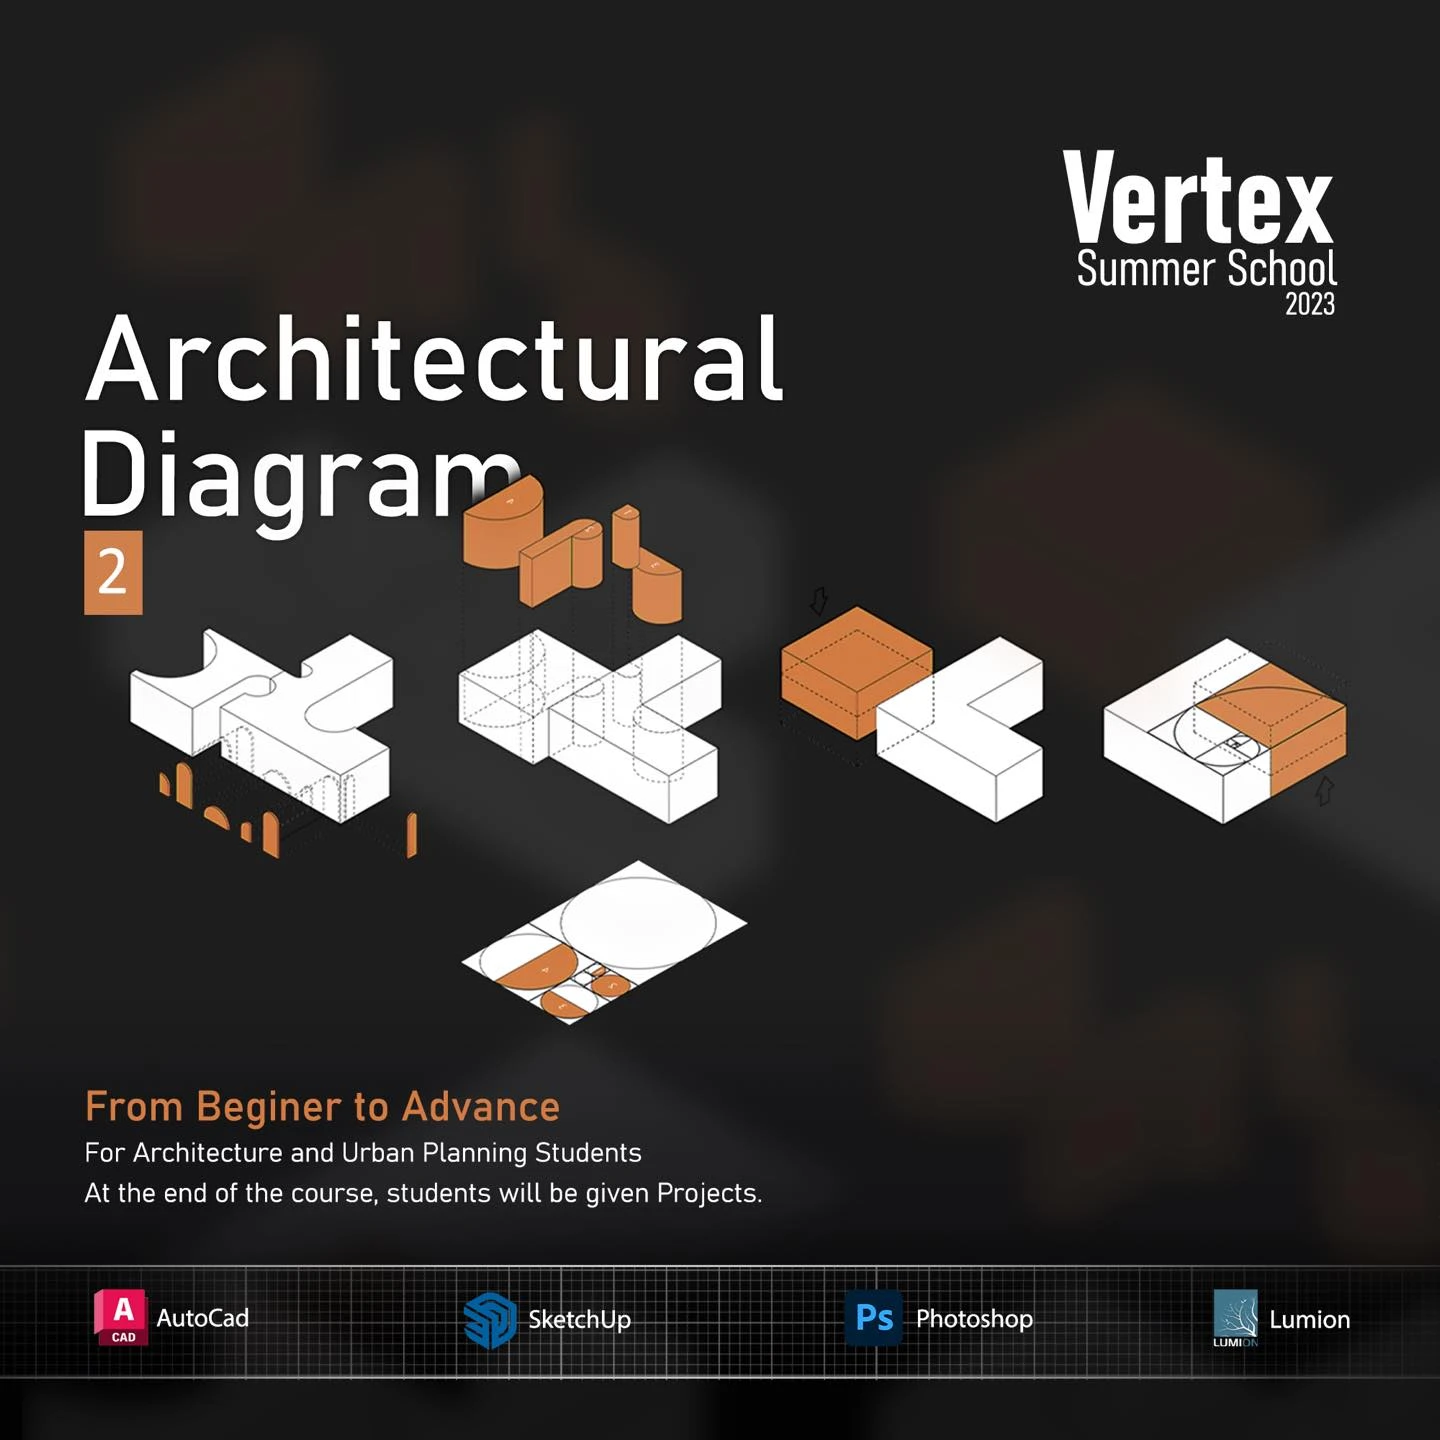 Vertex
Summer School
2023
Architectural
Diagram
2
From Beginer to Advance
For Architecture and Urban Planning Students
At the end of the course, students will be given Projects.
A
CAD
AutoCad
SketchUp
Ps
Photoshop
LUMION
Lumion